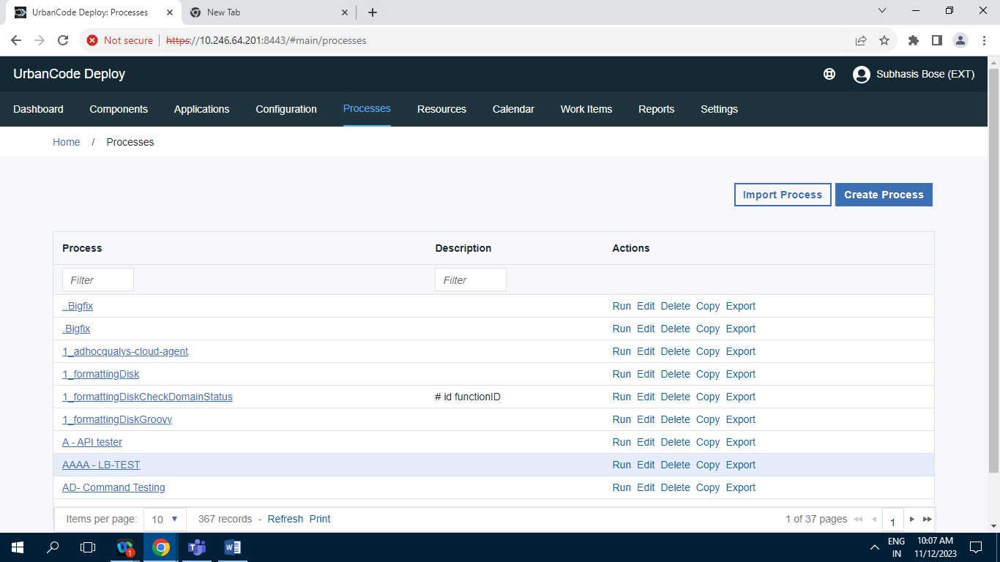 UrbanCode Deploy: Processes
New Tab
Not secure https://10.246.64.201:8443/#main/processes
UrbanCode Deploy
Subhasis Bose (EXT)
Dashboard Components Applications Configuration Processes Resources Calendar Work Items Reports Settings
Home / Processes
Import Process Create Process
Process Description Actions
Filter Filter
..Bigfix Run Edit Delete Copy Export
.Bigfix Run Edit Delete Copy Export
1_adhocqualys-cloud-agent Run Edit Delete Copy Export
1_formattingDisk Run Edit Delete Copy Export
1_formattingDiskCheckDomainStatus # id functionID Run Edit Delete Copy Export
1_formattingDiskGroovy Run Edit Delete Copy Export
A - API tester Run Edit Delete Copy Export
AAAA - LB-TEST Run Edit Delete Copy Export
AD- Command Testing Run Edit Delete Copy Export
Items per page: 10 367 records - Refresh Print 1 of 37 pages 1
ENG 10:07 AM
IN 11/12/2023
1